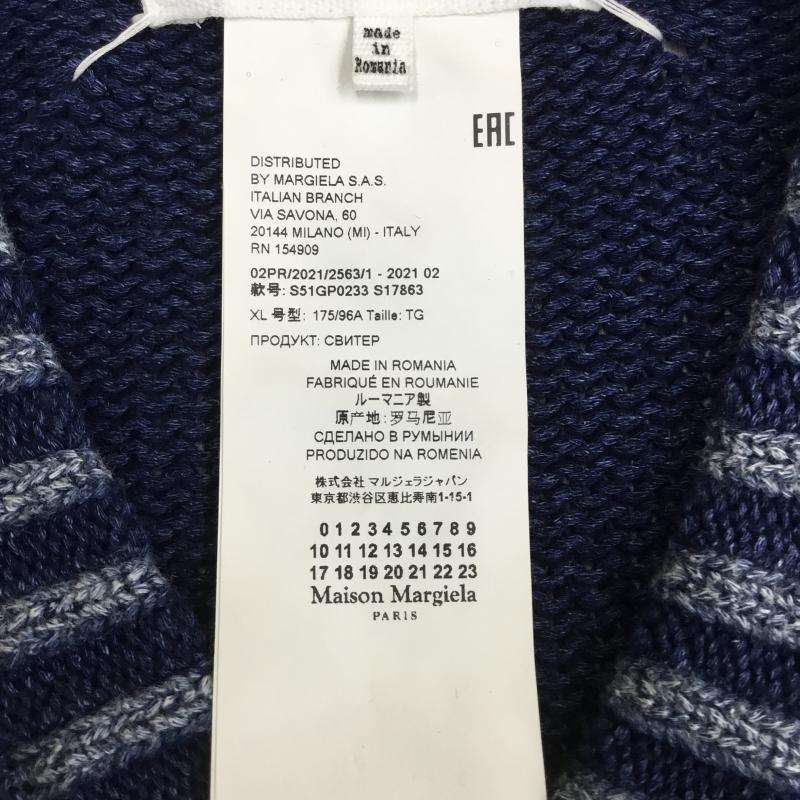 made
in
Romania
EAC
DISTRIBUTED
BY MARGIELA S.A.S.
ITALIAN BRANCH
VIA SAVONA, 60
20144 MILANO (MI) - ITALY
RN 154909
02PR/2021/2563/1 - 2021 02
款号: S51GP0233 S17863
XL 号型: 175/96A Taille: TG
ПРОДУКТ: СВИТЕР
MADE IN ROMANIA
FABRIQUÉ EN ROUMANIE
ルーマニア製
原产地:罗马尼亚
СДЕЛАНО В РУМЫНИИ
PRODUZIDO NA ROMENIA
株式会社 マルジェラジャパン
東京都渋谷区恵比寿南1-15-1
0 1 2 3 4 5 6 7 8 9
10 11 12 13 14 15 16
17 18 19 20 21 22 23
Maison Margiela
PARIS